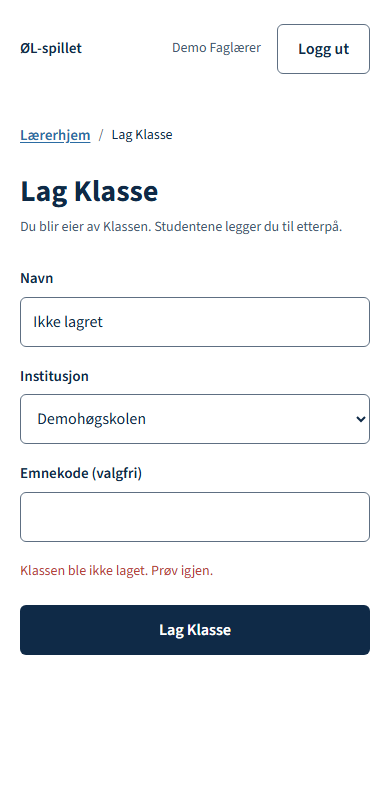 ØL-spillet
Demo Faglærer
Logg ut
Lærerhjem / Lag Klasse
Lag Klasse
Du blir eier av Klassen. Studentene legger du til etterpå.
Navn
Ikke lagret
Institusjon
Demohøgskolen
Emnekode (valgfri)
Klassen ble ikke laget. Prøv igjen.
Lag Klasse